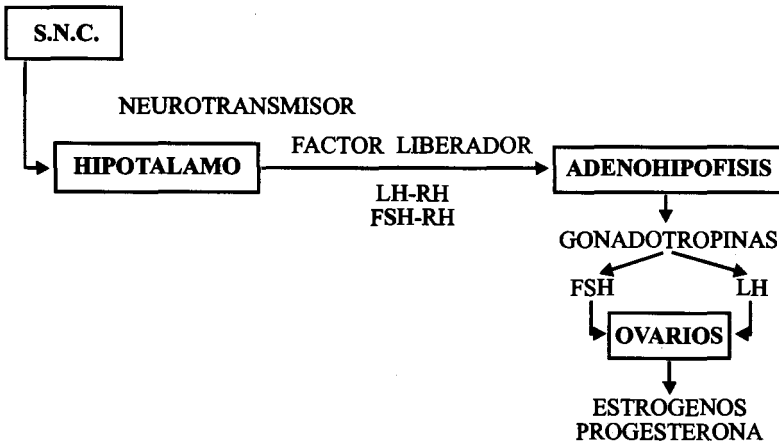 S.N.C.
NEUROTRANSMISOR
HIPOTALAMO
FACTOR LIBERADOR
ADENOHIPOFISIS
LH-RH
FSH-RH
GONADOTROPINAS
FSH
LH
OVARIOS
ESTROGENOS
PROGESTERONA